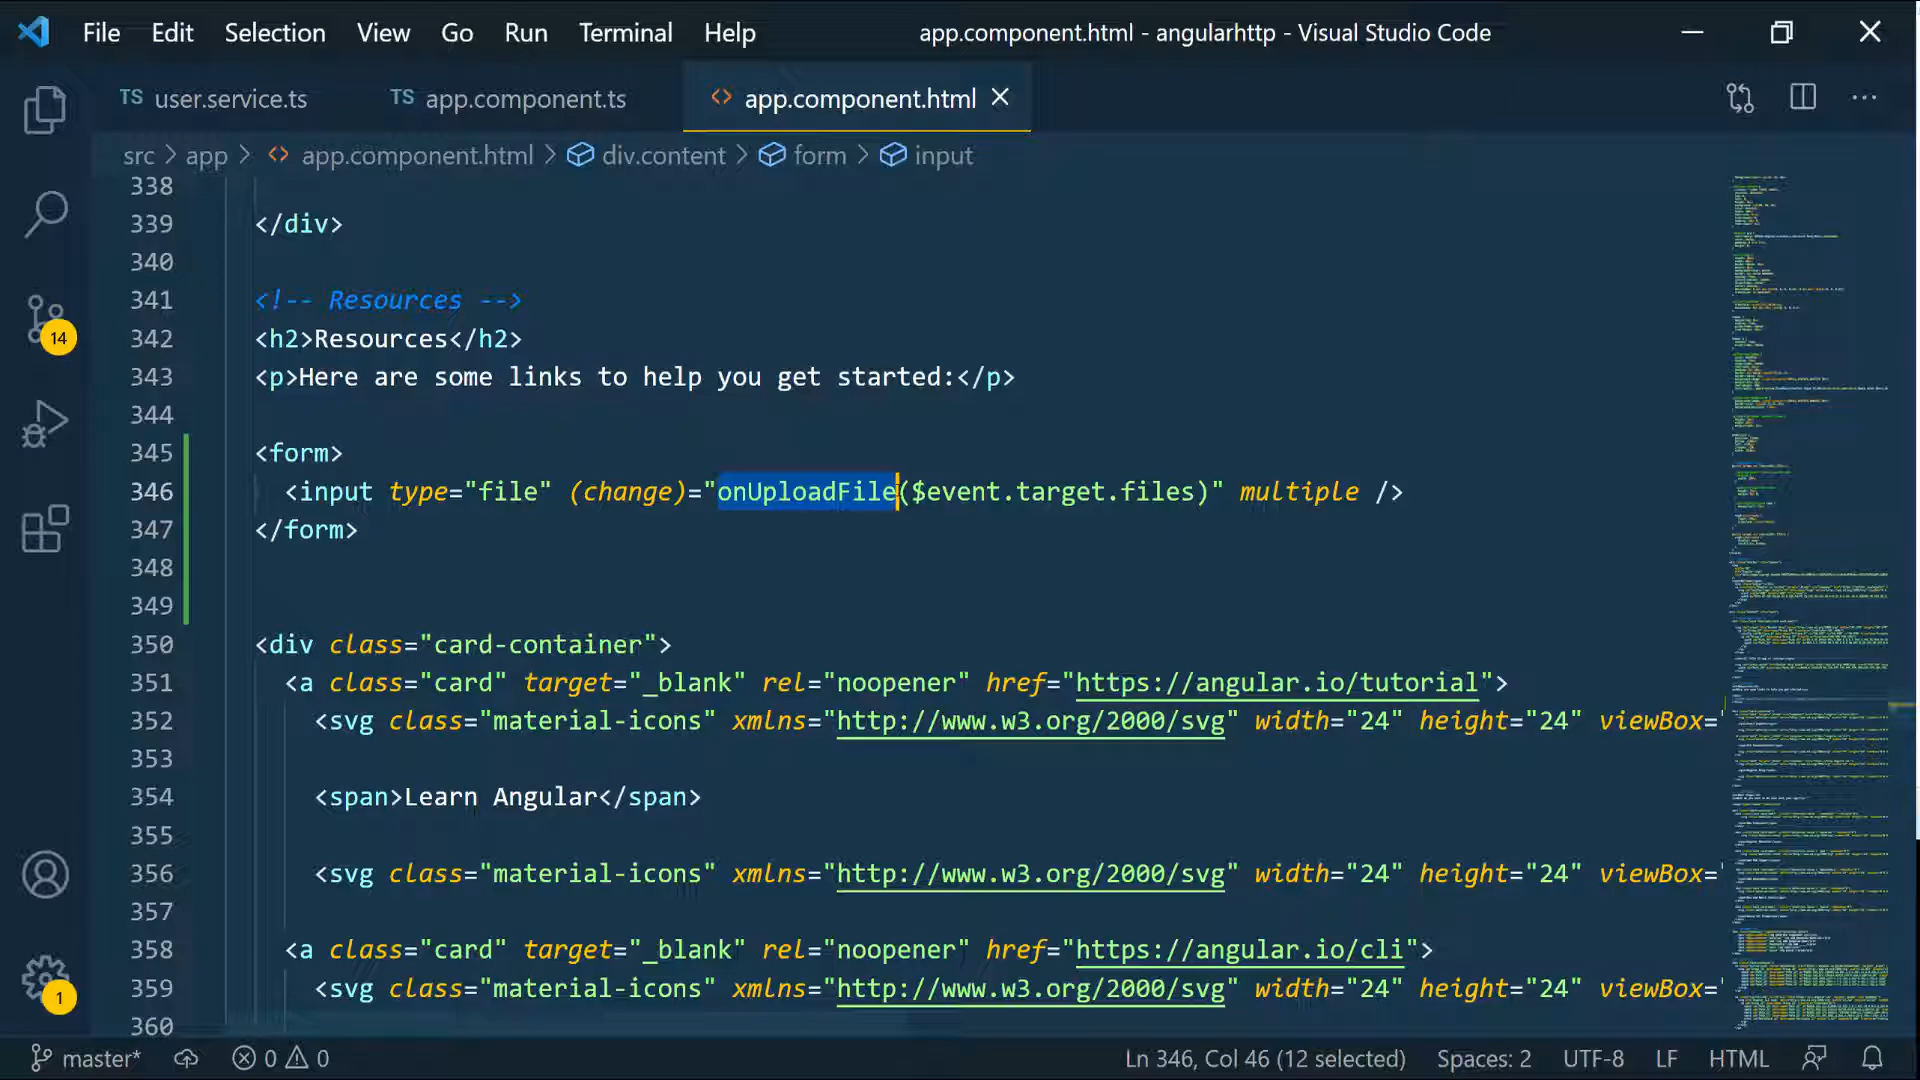 File Edit Selection View Go Run Terminal Help app.component.html - angularhttp - Visual Studio Code
TS user.service.ts TS app.component.ts <> app.component.html
src > app > <> app.component.html > div.content > form > input
338
339 </div>
340
341 <!-- Resources -->
342 <h2>Resources</h2>
343 <p>Here are some links to help you get started:</p>
344
345 <form>
346 <input type="file" (change)="onUploadFile($event.target.files)" multiple />
347 </form>
348
349
350 <div class="card-container">
351 <a class="card" target="_blank" rel="noopener" href="https://angular.io/tutorial">
352 <svg class="material-icons" xmlns="http://www.w3.org/2000/svg" width="24" height="24" viewBox="
353
354 <span>Learn Angular</span>
355
356 <svg class="material-icons" xmlns="http://www.w3.org/2000/svg" width="24" height="24" viewBox="
357
358 <a class="card" target="_blank" rel="noopener" href="https://angular.io/cli">
359 <svg class="material-icons" xmlns="http://www.w3.org/2000/svg" width="24" height="24" viewBox="
360
14
1
master* 0 0 Ln 346, Col 46 (12 selected) Spaces: 2 UTF-8 LF HTML